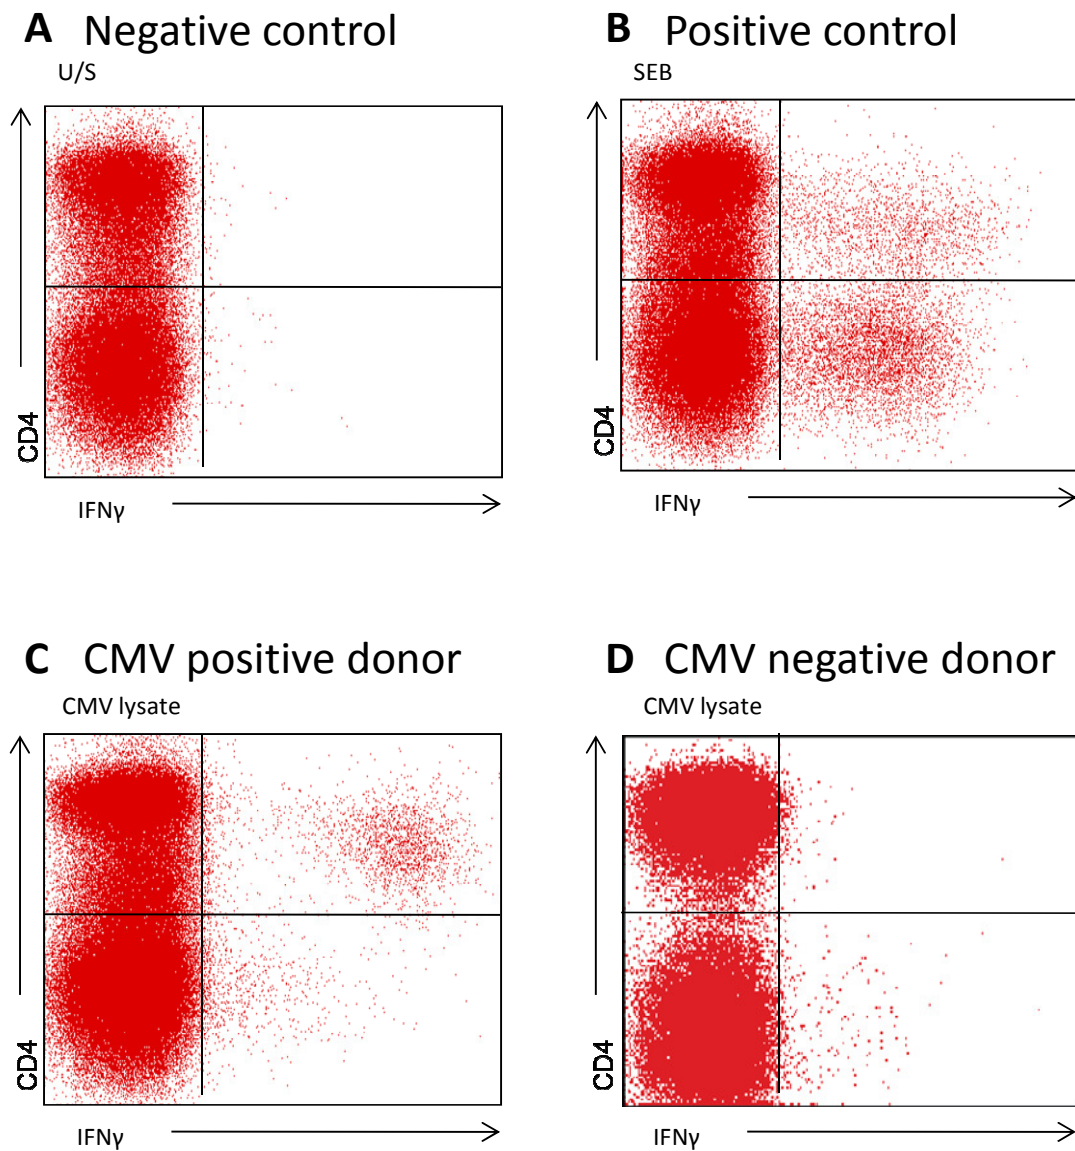 A Negative control
U/S
CD4
IFNγ
B Positive control
SEB
CD4
IFNγ
C CMV positive donor
CMV lysate
CD4
IFNγ
D CMV negative donor
CMV lysate
CD4
IFNγ